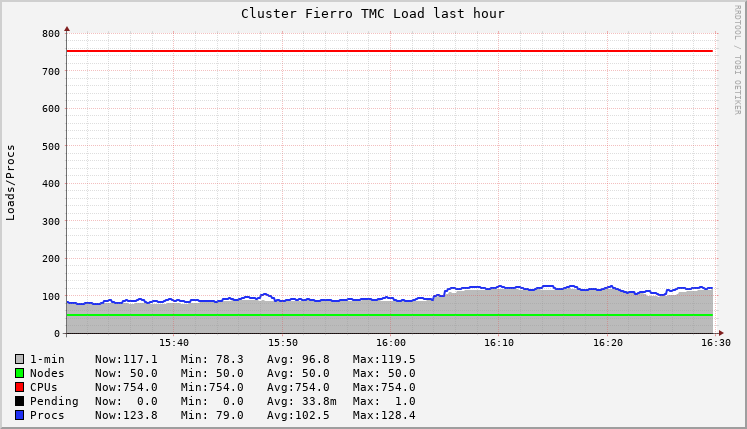 Cluster Fierro TMC Load last hour
RRDTOOL / TOBI OETIKER
Loads/Procs
800
700
600
500
400
300
200
100
0
15:40 15:50 16:00 16:10 16:20 16:30
1-min Now:117.1 Min: 78.3 Avg: 96.8 Max:119.5
Nodes Now: 50.0 Min: 50.0 Avg: 50.0 Max: 50.0
CPUs Now:754.0 Min:754.0 Avg:754.0 Max:754.0
Pending Now: 0.0 Min: 0.0 Avg: 33.8m Max: 1.0
Procs Now:123.8 Min: 79.0 Avg:102.5 Max:128.4